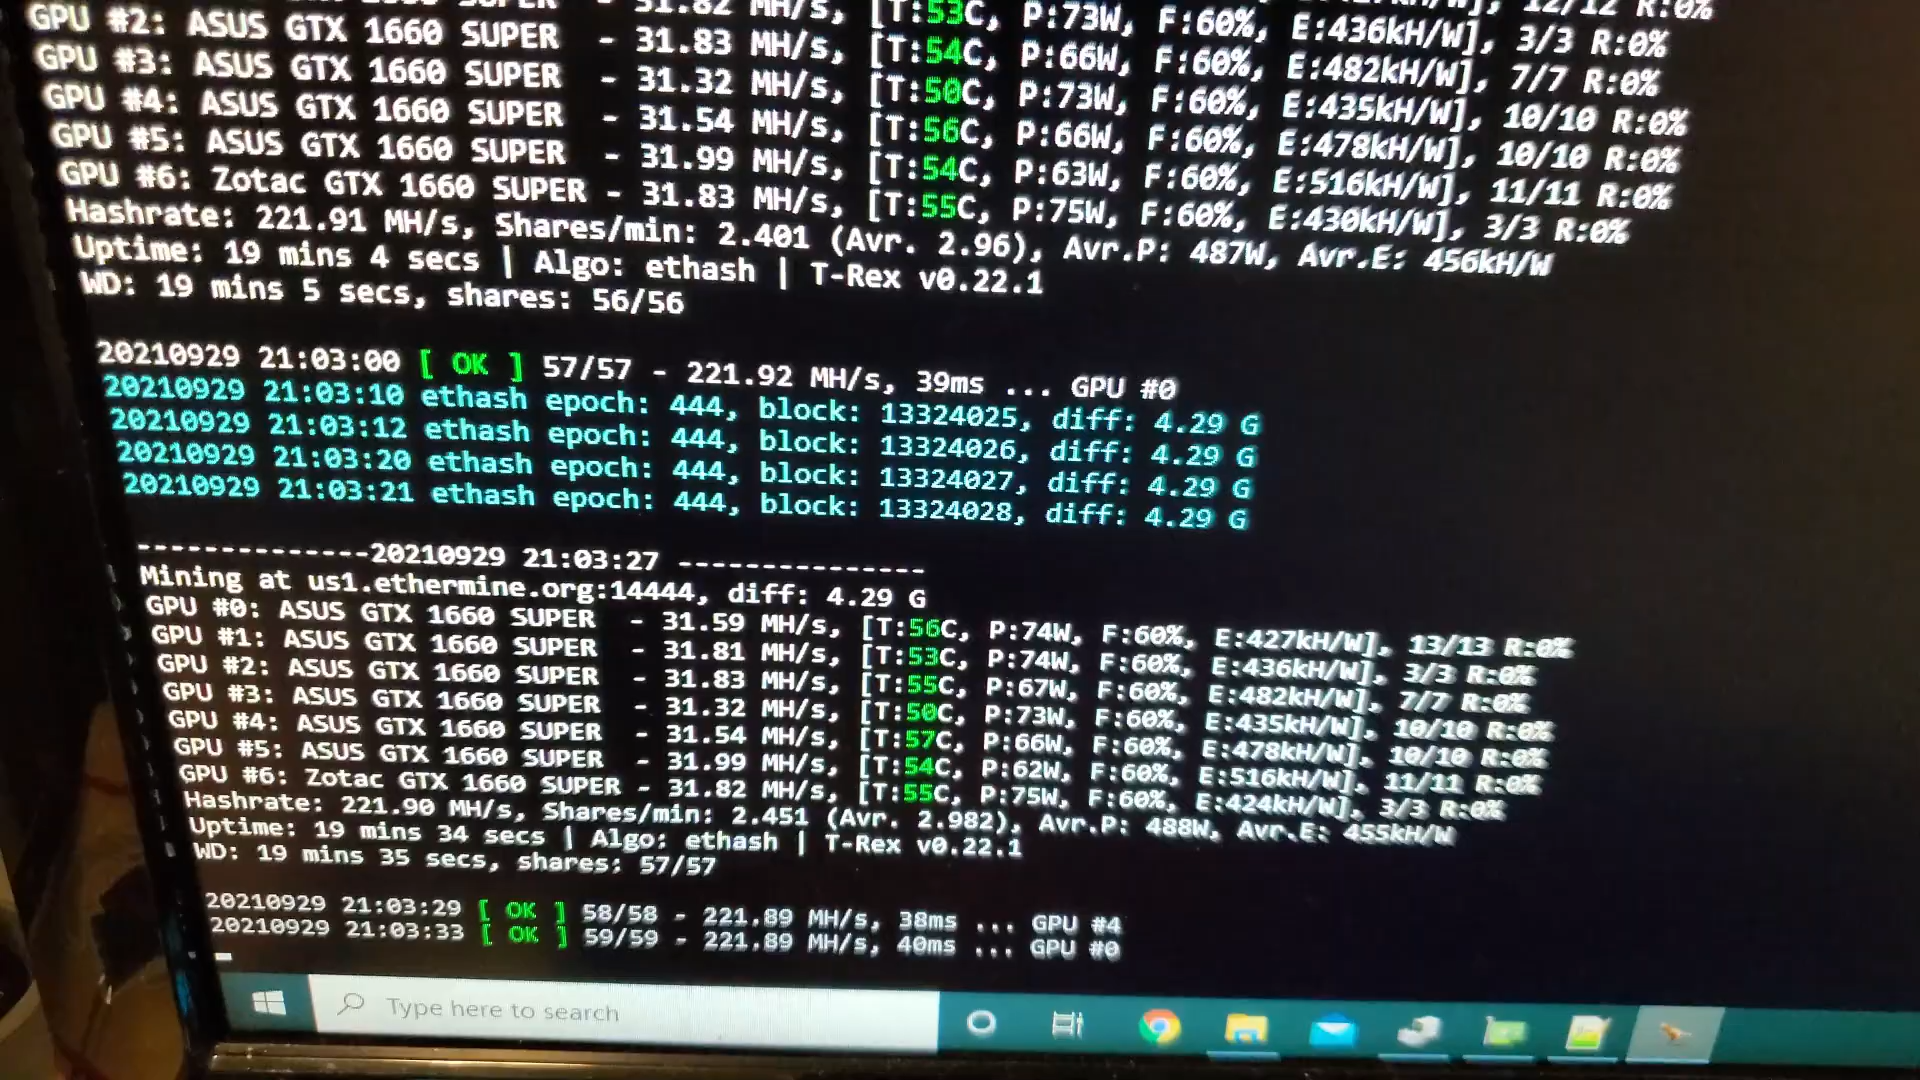 31.82 MH/s, [T:53C, P:73W, F:60%, E:436kH/W], 12/12 R:0%
GPU #2: ASUS GTX 1660 SUPER - 31.83 MH/s, [T:54C, P:66W, F:60%, E:482kH/W], 3/3 R:0%
GPU #3: ASUS GTX 1660 SUPER - 31.32 MH/s, [T:50C, P:73W, F:60%, E:435kH/W], 7/7 R:0%
GPU #4: ASUS GTX 1660 SUPER - 31.54 MH/s, [T:56C, P:66W, F:60%, E:478kH/W], 10/10 R:0%
GPU #5: ASUS GTX 1660 SUPER - 31.99 MH/s, [T:54C, P:63W, F:60%, E:516kH/W], 10/10 R:0%
GPU #6: Zotac GTX 1660 SUPER - 31.83 MH/s, [T:55C, P:75W, F:60%, E:430kH/W], 11/11 R:0%
Hashrate: 221.91 MH/s, Shares/min: 2.401 (Avr. 2.96), Avr.P: 487W, Avr.E: 456kH/W 3/3 R:0%
Uptime: 19 mins 4 secs | Algo: ethash | T-Rex v0.22.1
WD: 19 mins 5 secs, shares: 56/56
20210929 21:03:00 [ OK ] 57/57 - 221.92 MH/s, 39ms ... GPU #0
20210929 21:03:10 ethash epoch: 444, block: 13324025, diff: 4.29 G
20210929 21:03:12 ethash epoch: 444, block: 13324026, diff: 4.29 G
20210929 21:03:20 ethash epoch: 444, block: 13324027, diff: 4.29 G
20210929 21:03:21 ethash epoch: 444, block: 13324028, diff: 4.29 G
--------------20210929 21:03:27 ---------------
Mining at us1.ethermine.org:14444, diff: 4.29 G
GPU #0: ASUS GTX 1660 SUPER - 31.59 MH/s, [T:56C, P:74W, F:60%, E:427kH/W], 13/13 R:0%
GPU #1: ASUS GTX 1660 SUPER - 31.81 MH/s, [T:53C, P:74W, F:60%, E:436kH/W], 3/3 R:0%
GPU #2: ASUS GTX 1660 SUPER - 31.83 MH/s, [T:55C, P:67W, F:60%, E:482kH/W], 7/7 R:0%
GPU #3: ASUS GTX 1660 SUPER - 31.32 MH/s, [T:50C, P:73W, F:60%, E:435kH/W], 10/10 R:0%
GPU #4: ASUS GTX 1660 SUPER - 31.54 MH/s, [T:57C, P:66W, F:60%, E:478kH/W], 10/10 R:0%
GPU #5: ASUS GTX 1660 SUPER - 31.99 MH/s, [T:54C, P:62W, F:60%, E:516kH/W], 11/11 R:0%
GPU #6: Zotac GTX 1660 SUPER - 31.82 MH/s, [T:55C, P:75W, F:60%, E:424kH/W], 3/3 R:0%
Hashrate: 221.90 MH/s, Shares/min: 2.451 (Avr. 2.982), Avr.P: 488W, Avr.E: 455kH/W
Uptime: 19 mins 34 secs | Algo: ethash | T-Rex v0.22.1
WD: 19 mins 35 secs, shares: 57/57
20210929 21:03:29 [ OK ] 58/58 - 221.89 MH/s, 38ms ... GPU #4
20210929 21:03:33 [ OK ] 59/59 - 221.89 MH/s, 40ms ... GPU #0
Type here to search